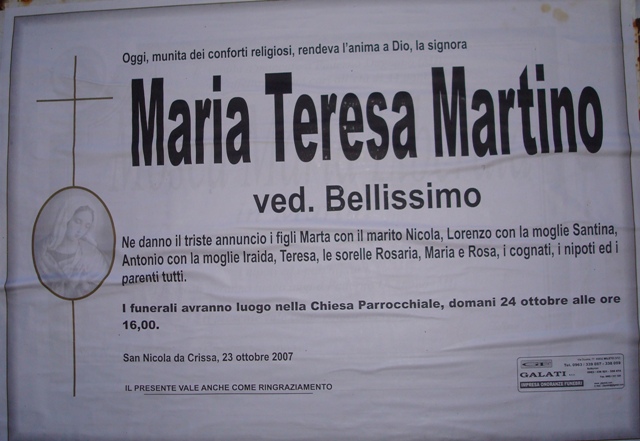 Oggi, munita dei conforti religiosi, rendeva l'anima a Dio, la signora
Maria Teresa Martino
ved. Bellissimo
Ne danno il triste annuncio i figli Marta con il marito Nicola, Lorenzo con la moglie Santina,
Antonio con la moglie Iraida, Teresa, le sorelle Rosaria, Maria e Rosa, i cognati, i nipoti ed i
parenti tutti.
I funerali avranno luogo nella Chiesa Parrocchiale, domani 24 ottobre alle ore
16,00.
San Nicola da Crissa, 23 ottobre 2007
IL PRESENTE VALE ANCHE COME RINGRAZIAMENTO
GALATI
IMPRESA ONORANZE FUNEBRI